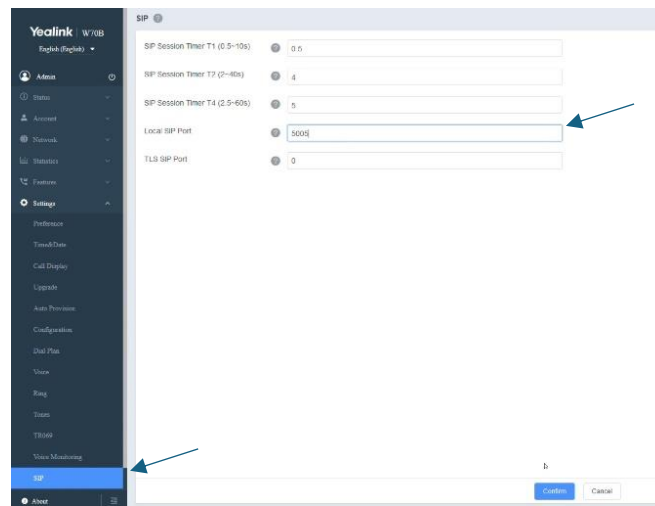 Yealink | W70B
English (English)
Admin
Status
Account
Network
Statistics
Features
Settings
Preference
Time&Date
Call Display
Upgrade
Auto Provision
Configuration
Dial Plan
Voice
Ring
Tones
TR069
Voice Monitoring
SIP
About
SIP
SIP Session Timer T1 (0.5~10s) 0.5
SIP Session Timer T2 (2~40s) 4
SIP Session Timer T4 (2.5~60s) 5
Local SIP Port 5005
TLS SIP Port 0
Confirm Cancel